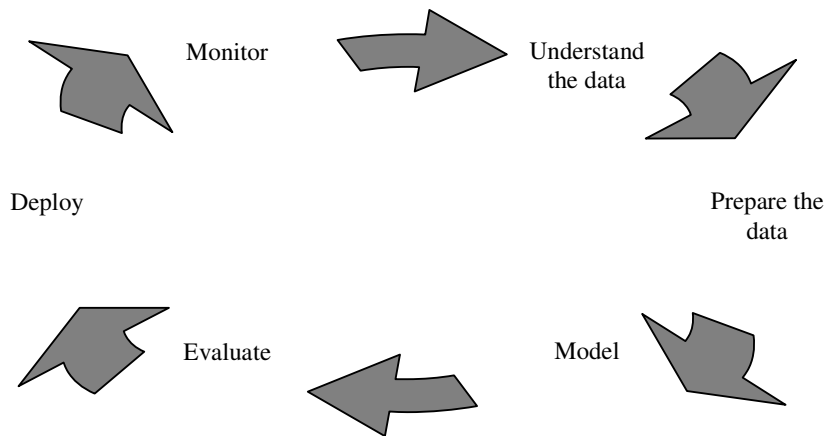 Monitor
Understand
the data
Deploy
Prepare the
data
Evaluate
Model